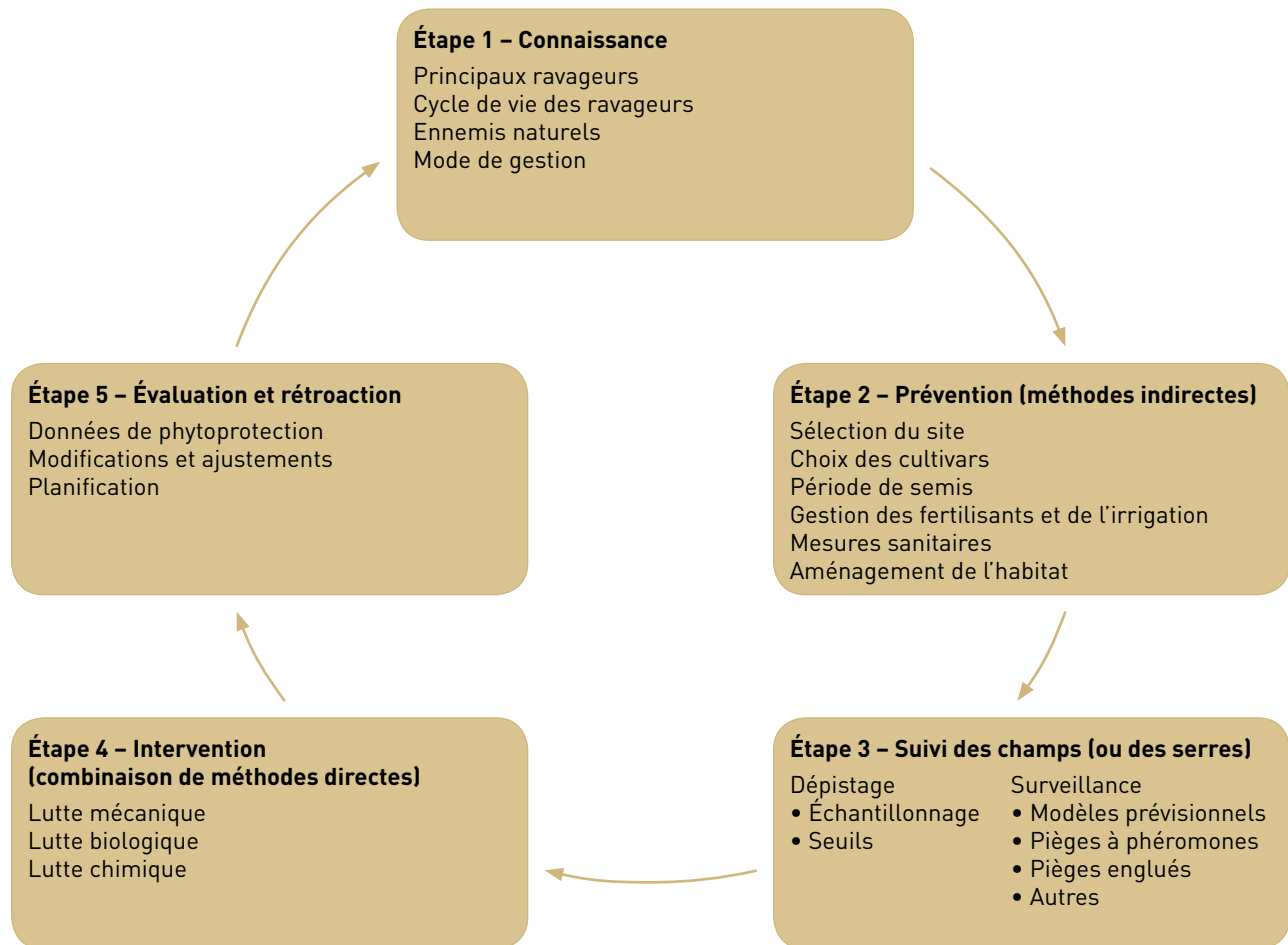 Étape 1 – Connaissance
Principaux ravageurs
Cycle de vie des ravageurs
Ennemis naturels
Mode de gestion
Étape 2 – Prévention (méthodes indirectes)
Sélection du site
Choix des cultivars
Période de semis
Gestion des fertilisants et de l’irrigation
Mesures sanitaires
Aménagement de l’habitat
Étape 3 – Suivi des champs (ou des serres)
Dépistage
• Échantillonnage
• Seuils
Surveillance
• Modèles prévisionnels
• Pièges à phéromones
• Pièges englués
• Autres
Étape 4 – Intervention
(combinaison de méthodes directes)
Lutte mécanique
Lutte biologique
Lutte chimique
Étape 5 – Évaluation et rétroaction
Données de phytoprotection
Modifications et ajustements
Planification